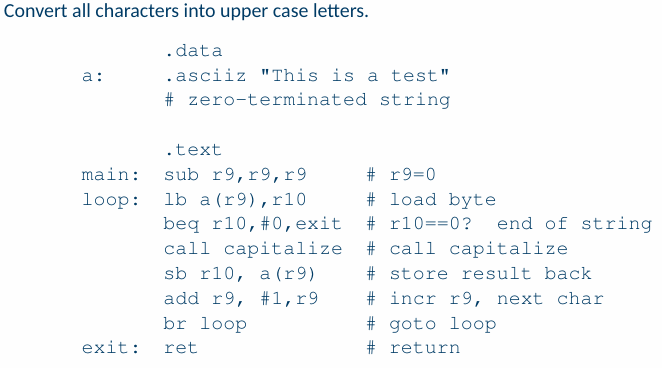 Convert all characters into upper case letters.
.data
a: .asciiz "This is a test"
# zero-terminated string
.text
main: sub r9,r9,r9 # r9=0
loop: lb a(r9),r10 # load byte
beq r10,#0,exit # r10==0? end of string
call capitalize # call capitalize
sb r10, a(r9) # store result back
add r9, #1,r9 # incr r9, next char
br loop # goto loop
exit: ret # return